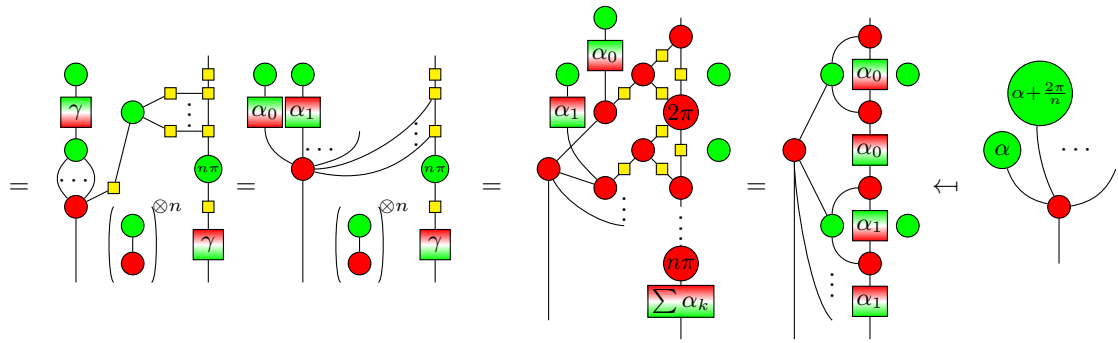 = γ ··· ( )⊗n ⋮ nπ γ
= α₀ α₁ ··· ( )⊗n ⋮ nπ γ
= α₀ α₁ ⋮ 2π ⋮ nπ ∑ αₖ
= ⋮ α₀ α₀ α₁ α₁
↤ α α+2π/n ···